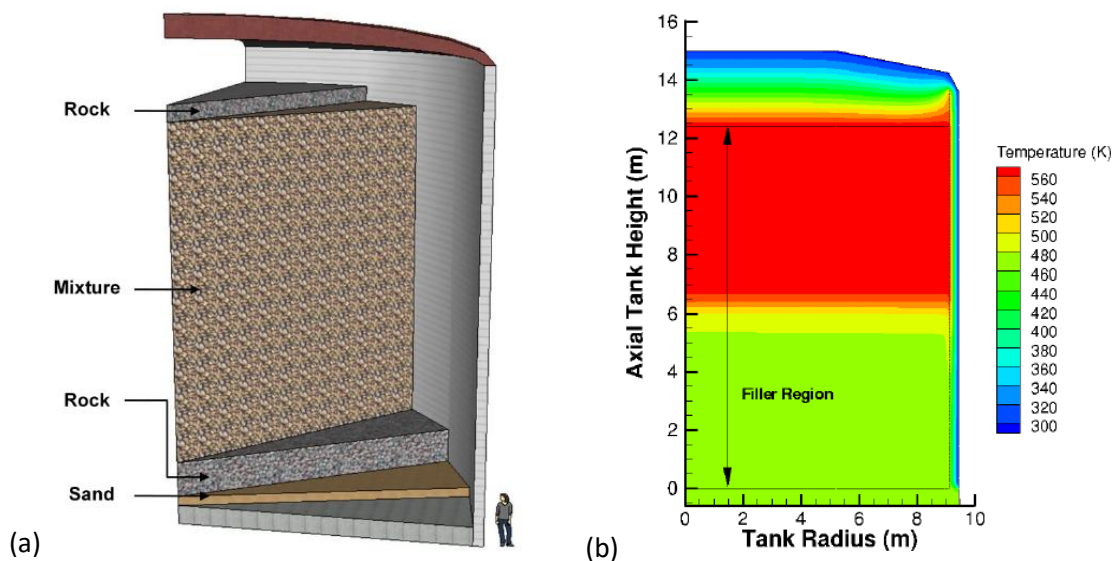 Rock
Mixture
Rock
Sand
(a)
16
14
12
10
8
6
4
2
0
Axial Tank Height (m)
Filler Region
0 2 4 6 8 10
Tank Radius (m)
(b)
Temperature (K)
560
540
520
500
480
460
440
420
400
380
360
340
320
300